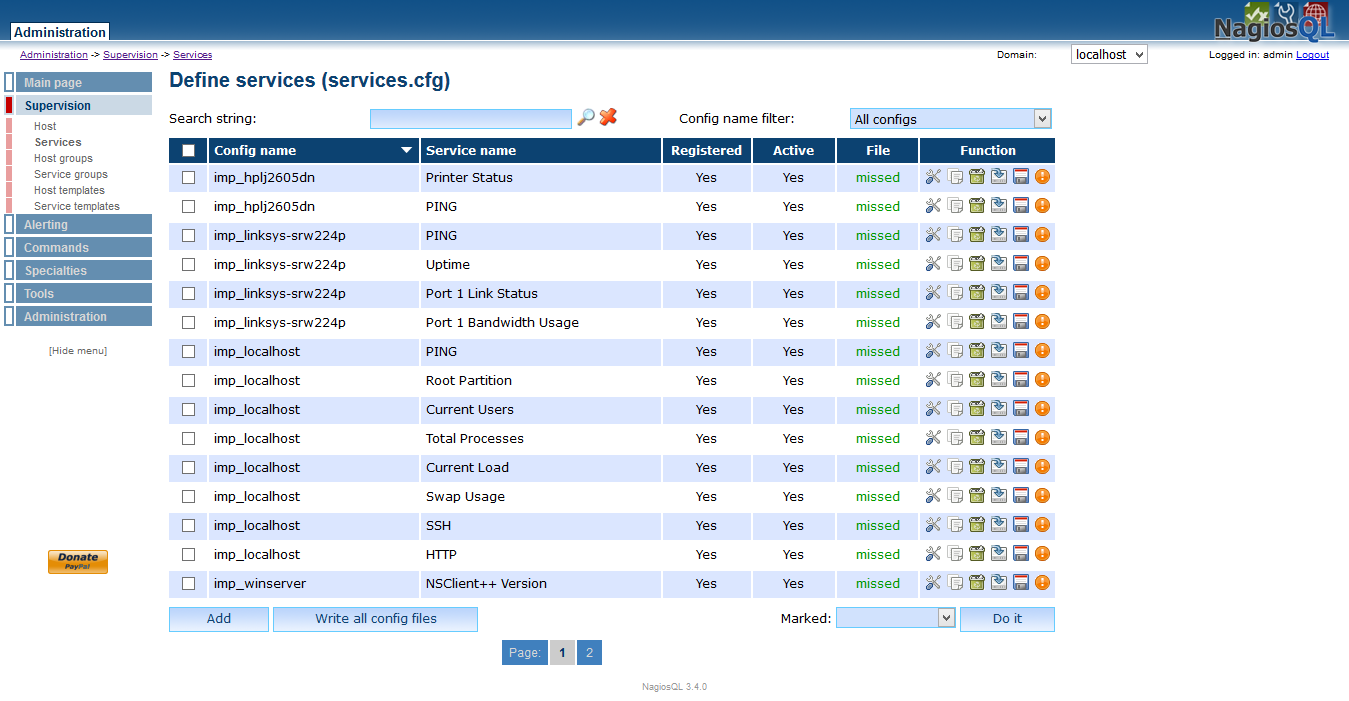 Administration
NagiosQL
Administration -> Supervision -> Services
Domain: localhost
Logged in: admin Logout
Main page
Supervision
Host
Services
Host groups
Service groups
Host templates
Service templates
Alerting
Commands
Specialties
Tools
Administration
[Hide menu]
Donate
PayPal
Define services (services.cfg)
Search string:
Config name filter: All configs
Config name Service name Registered Active File Function
imp_hplj2605dn Printer Status Yes Yes missed
imp_hplj2605dn PING Yes Yes missed
imp_linksys-srw224p PING Yes Yes missed
imp_linksys-srw224p Uptime Yes Yes missed
imp_linksys-srw224p Port 1 Link Status Yes Yes missed
imp_linksys-srw224p Port 1 Bandwidth Usage Yes Yes missed
imp_localhost PING Yes Yes missed
imp_localhost Root Partition Yes Yes missed
imp_localhost Current Users Yes Yes missed
imp_localhost Total Processes Yes Yes missed
imp_localhost Current Load Yes Yes missed
imp_localhost Swap Usage Yes Yes missed
imp_localhost SSH Yes Yes missed
imp_localhost HTTP Yes Yes missed
imp_winserver NSClient++ Version Yes Yes missed
Add Write all config files Marked: Do it
Page: 1 2
NagiosQL 3.4.0